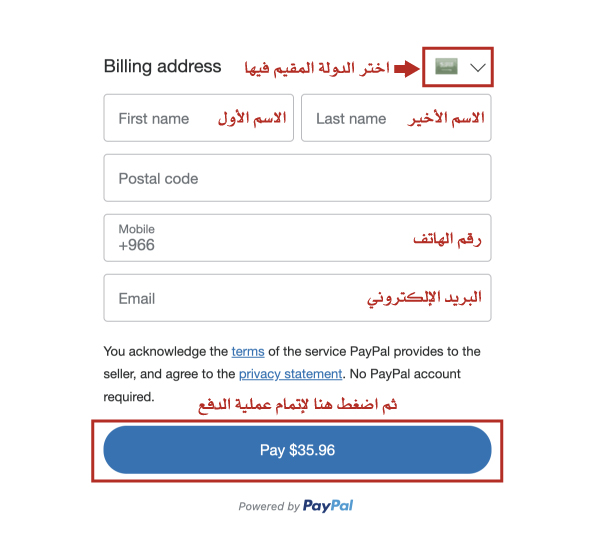 Billing address اختر الدولة المقيم فيها
First name الاسم الأول Last name الاسم الأخير
Postal code
Mobile
+966 رقم الهاتف
Email البريد الإلكتروني
You acknowledge the terms of the service PayPal provides to the
seller, and agree to the privacy statement. No PayPal account
required.
ثم اضغط هنا لإتمام عملية الدفع
Pay $35.96
Powered by PayPal